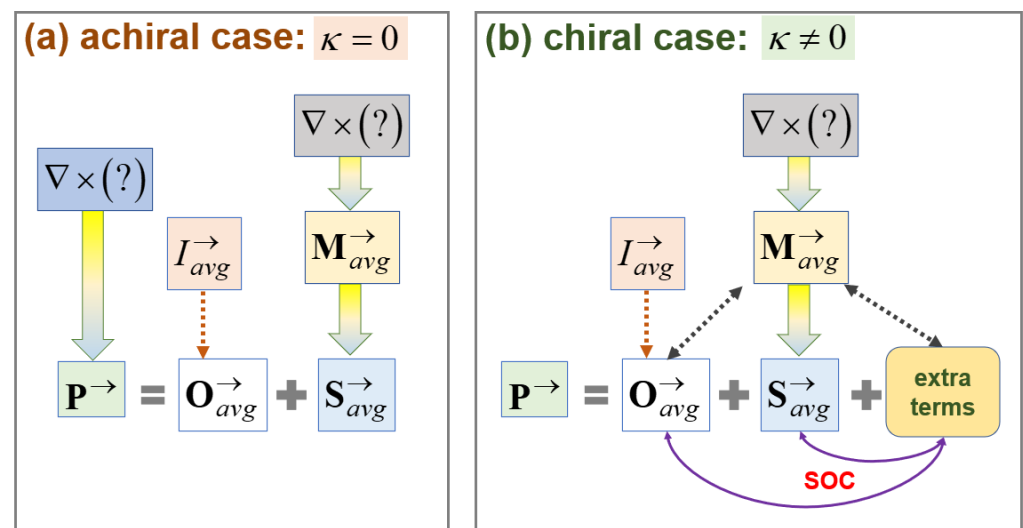 (a) achiral case: κ = 0
∇ × (?)
∇ × (?)
I→avg
M→avg
P→ = O→avg + S→avg
(b) chiral case: κ ≠ 0
∇ × (?)
I→avg
M→avg
P→ = O→avg + S→avg + extra terms
SOC